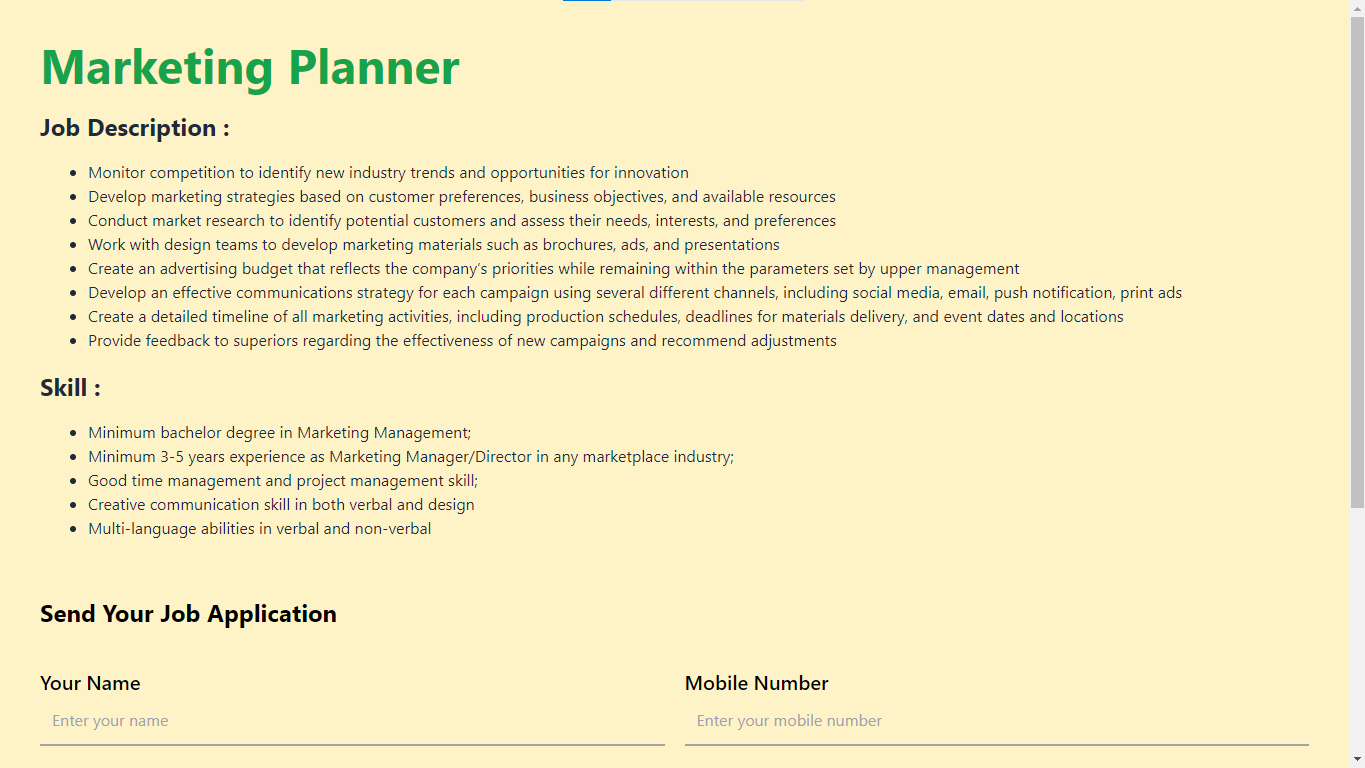 Marketing Planner
Job Description :
Monitor competition to identify new industry trends and opportunities for innovation
Develop marketing strategies based on customer preferences, business objectives, and available resources
Conduct market research to identify potential customers and assess their needs, interests, and preferences
Work with design teams to develop marketing materials such as brochures, ads, and presentations
Create an advertising budget that reflects the company’s priorities while remaining within the parameters set by upper management
Develop an effective communications strategy for each campaign using several different channels, including social media, email, push notification, print ads
Create a detailed timeline of all marketing activities, including production schedules, deadlines for materials delivery, and event dates and locations
Provide feedback to superiors regarding the effectiveness of new campaigns and recommend adjustments
Skill :
Minimum bachelor degree in Marketing Management;
Minimum 3-5 years experience as Marketing Manager/Director in any marketplace industry;
Good time management and project management skill;
Creative communication skill in both verbal and design
Multi-language abilities in verbal and non-verbal
Send Your Job Application
Your Name
Mobile Number
Enter your name
Enter your mobile number